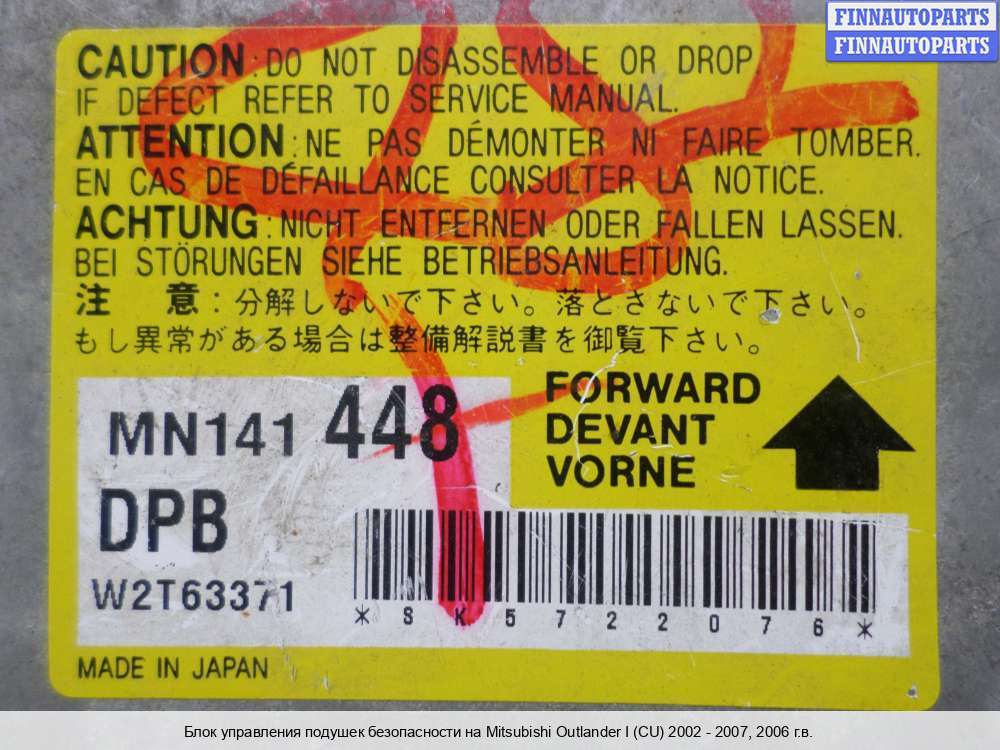 FINNAUTOPARTS
FINNAUTOPARTS
CAUTION : DO NOT DISASSEMBLE OR DROP.
IF DEFECT REFER TO SERVICE MANUAL.
ATTENTION : NE PAS DÉMONTER NI FAIRE TOMBER.
EN CAS DE DÉFAILLANCE CONSULTER LA NOTICE.
ACHTUNG : NICHT ENTFERNEN ODER FALLEN LASSEN.
BEI STÖRUNGEN SIEHE BETRIEBSANLEITUNG.
注 意：分解しないで下さい。落とさないで下さい。
もし異常がある場合は整備解説書を御覧下さい。
MN141 448
DPB
W2T63371
FORWARD
DEVANT
VORNE
*SK5722076*
MADE IN JAPAN
Блок управления подушек безопасности на Mitsubishi Outlander I (CU) 2002 - 2007, 2006 г.в.